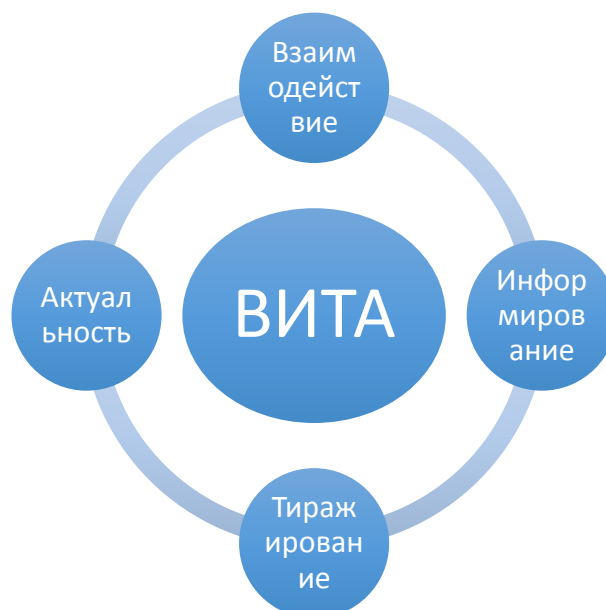 Взаим
одейст
вие
Актуал
ьность
ВИТА
Инфор
миров
ание
Тираж
ирован
ие